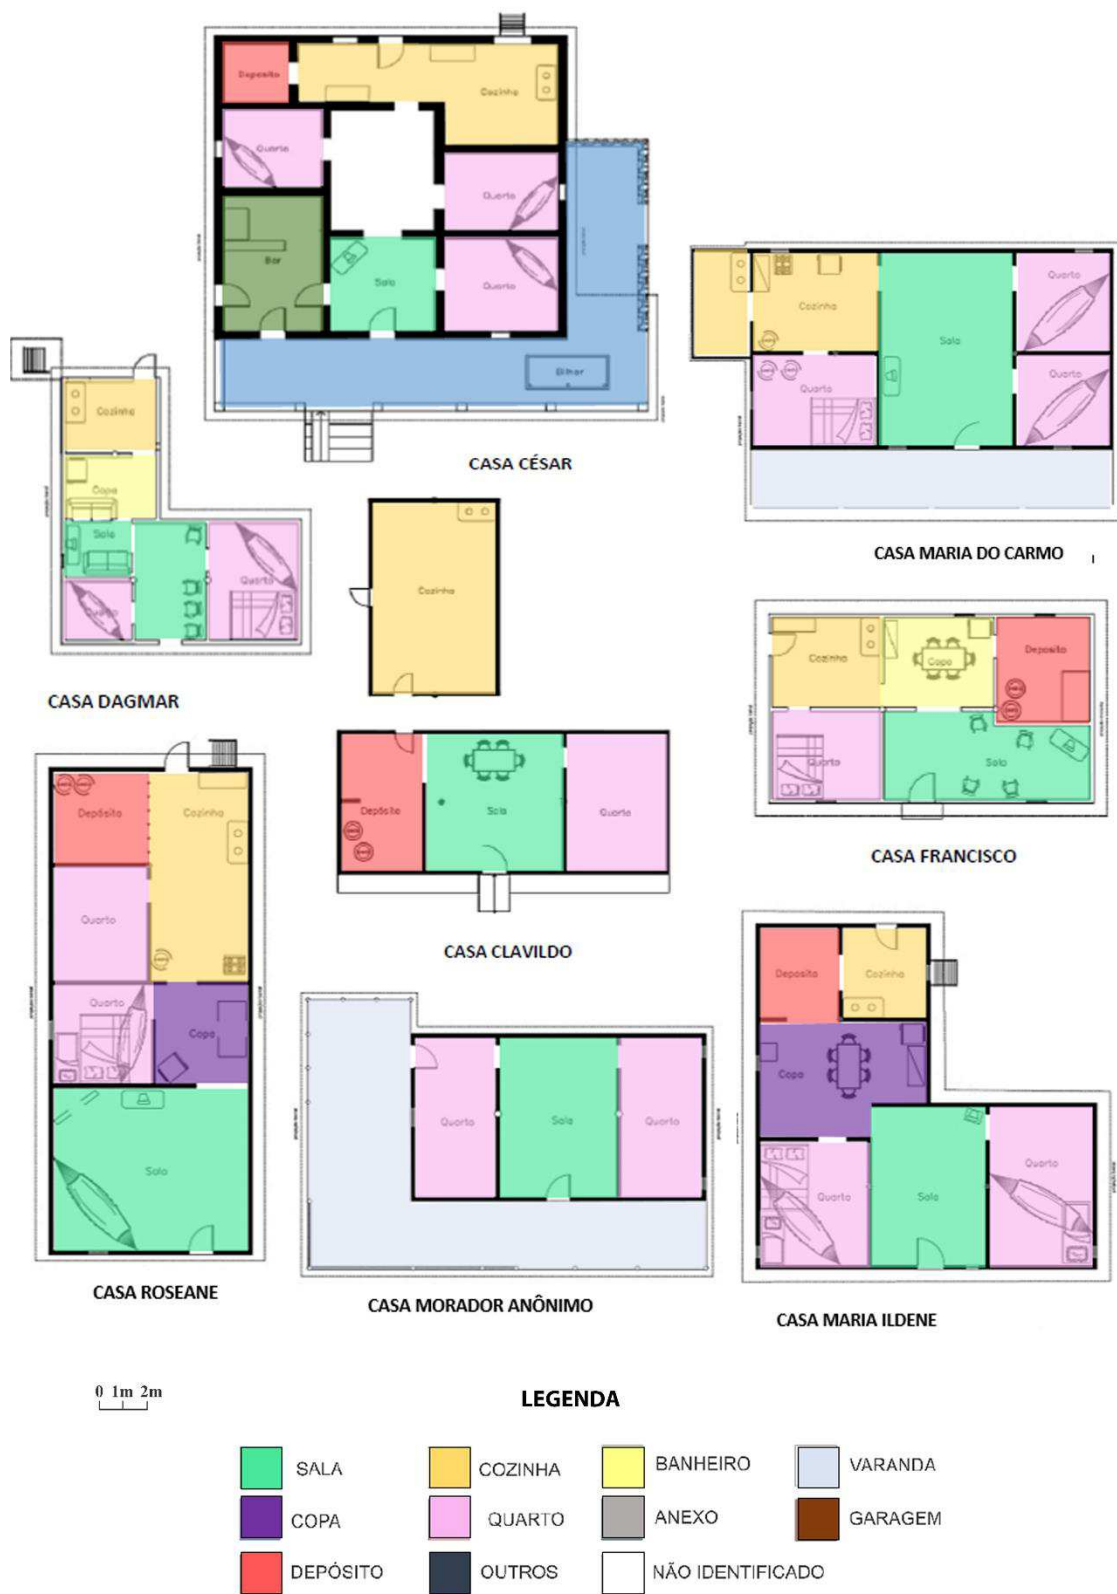 Deposito
Cozinha
Quarto
Quarto
Bar
Sala
Quarto
Bilhar
CASA CÉSAR
Cozinha
Copa
Sala
Quarto
Quarto
CASA DAGMAR
Cozinha
Sala
Quarto
Quarto
Quarto
CASA MARIA DO CARMO
Cozinha
Depósito
Sala
Quarto
CASA CLAVILDO
Cozinha
Copa
Deposito
Quarto
Sala
CASA FRANCISCO
Depósito
Cozinha
Quarto
Quarto
Copa
Sala
CASA ROSEANE
Quarto
Sala
Quarto
CASA MORADOR ANÔNIMO
Deposito
Cozinha
Copa
Quarto
Sala
Quarto
CASA MARIA ILDENE
0 1m 2m
LEGENDA
SALA
COZINHA
BANHEIRO
VARANDA
COPA
QUARTO
ANEXO
GARAGEM
DEPÓSITO
OUTROS
NÃO IDENTIFICADO